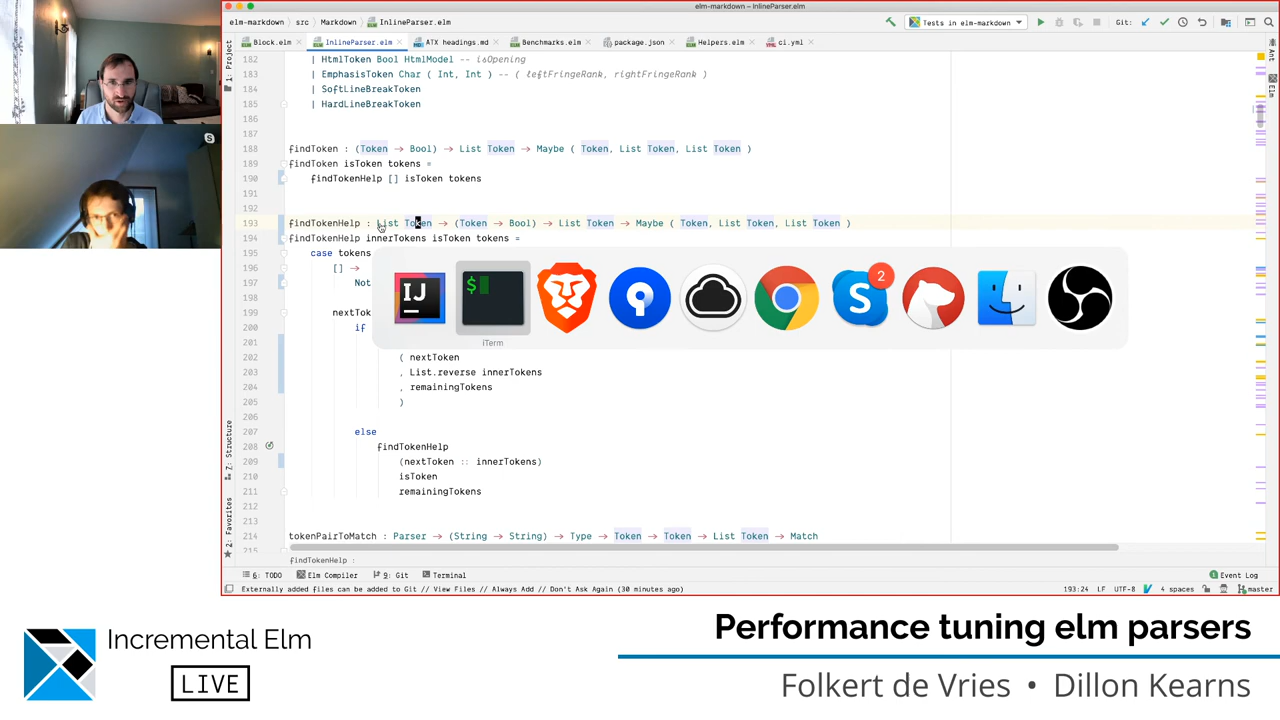 elm-markdown – InlineParser.elm
elm-markdown
src
Markdown
InlineParser.elm
Tests in elm-markdown
Git:
Block.elm
InlineParser.elm
ATX headings.md
Benchmarks.elm
package.json
Helpers.elm
ci.yml
1: Project
Ant
Elm
182 | HtmlToken Bool HtmlModel -- isOpening
183 | EmphasisToken Char ( Int, Int ) -- ( leftFringeRank, rightFringeRank )
184 | SoftLineBreakToken
185 | HardLineBreakToken
186
187
188 findToken : (Token → Bool) → List Token → Maybe ( Token, List Token, List Token )
189 findToken isToken tokens =
190 findTokenHelp [] isToken tokens
191
192
193 findTokenHelp : List Token → (Token → Bool) → List Token → Maybe ( Token, List Token, List Token )
194 findTokenHelp innerTokens isToken tokens =
195 case tokens
196 [] →
197 Not
198
199 nextTok
200 if
201
202 ( nextToken
203 , List.reverse innerTokens
204 , remainingTokens
205 )
206
207 else
208 findTokenHelp
209 (nextToken :: innerTokens)
210 isToken
211 remainingTokens
212
213
214 tokenPairToMatch : Parser → (String → String) → Type → Token → Token → List Token → Match
215
IJ
$
S
2
iTerm
7: Structure
2: Favorites
findTokenHelp :
6: TODO
Elm Compiler
9: Git
Terminal
1 Event Log
Externally added files can be added to Git // View Files // Always Add // Don't Ask Again (30 minutes ago)
193:24 LF UTF-8 4 spaces master
Incremental Elm
LIVE
Performance tuning elm parsers
Folkert de Vries • Dillon Kearns